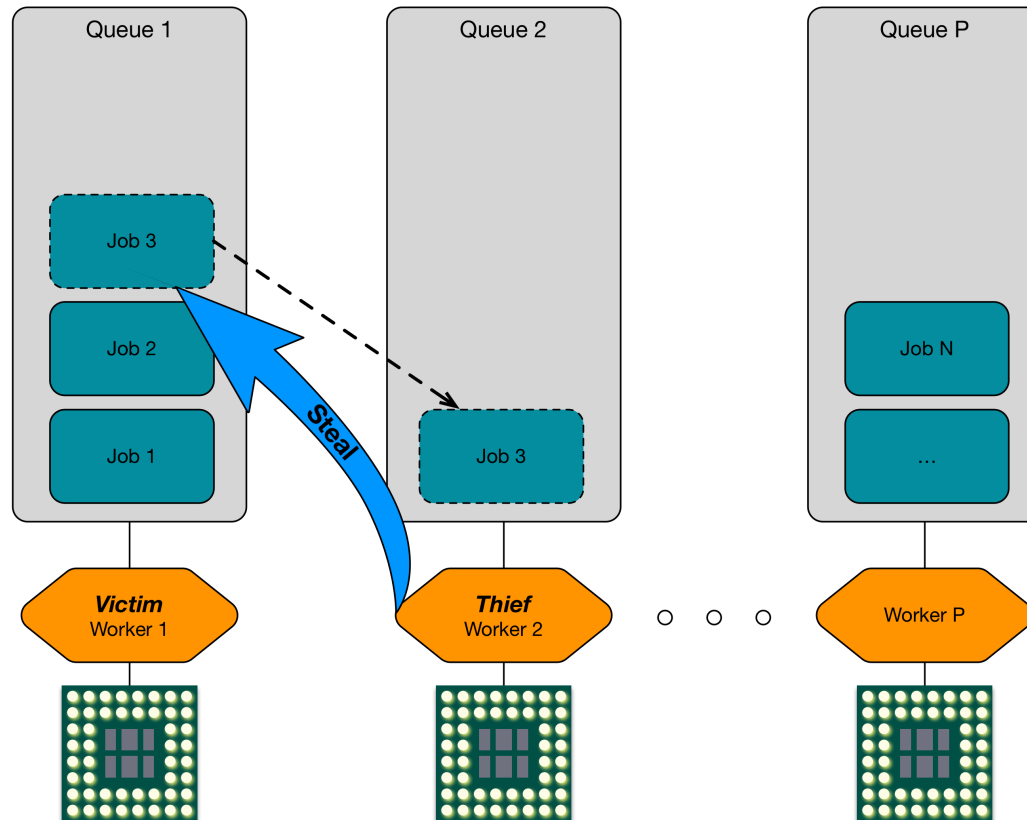 Queue 1
Queue 2
Queue P
Job 3
Job 2
Job 1
Steal
Job 3
Job N
...
Victim
Worker 1
Thief
Worker 2
Worker P